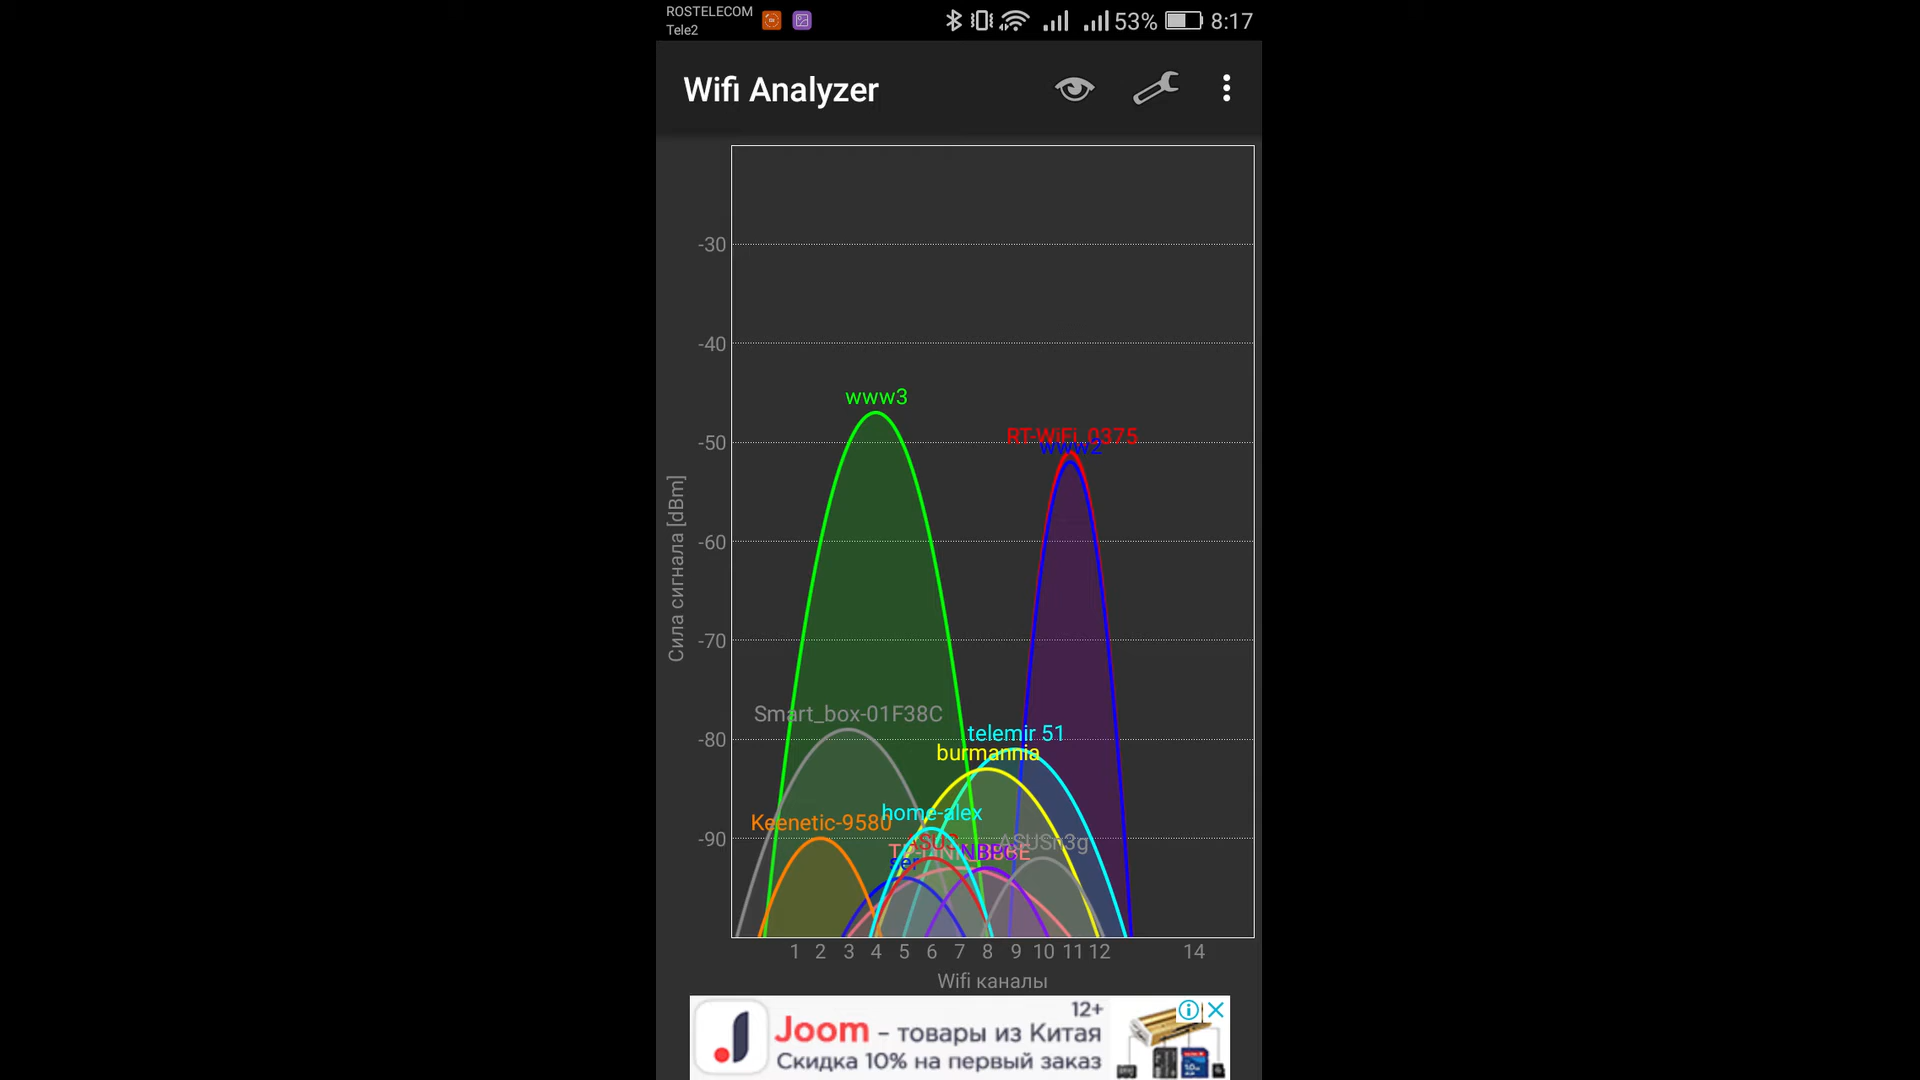 ROSTELECOM
Tele2
53% 8:17
Wifi Analyzer
-30
-40
www3
RT-WiFi_0375
-50
www2
Сила сигнала [dBm]
-60
-70
Smart_box-01F38C
telemir 51
-80
burmannia
home-alex
Keenetic-9580
-90
ASUSn3g
ser
1 2 3 4 5 6 7 8 9 10 11 12 14
Wifi каналы
12+
Joom – товары из Китая
Скидка 10% на первый заказ